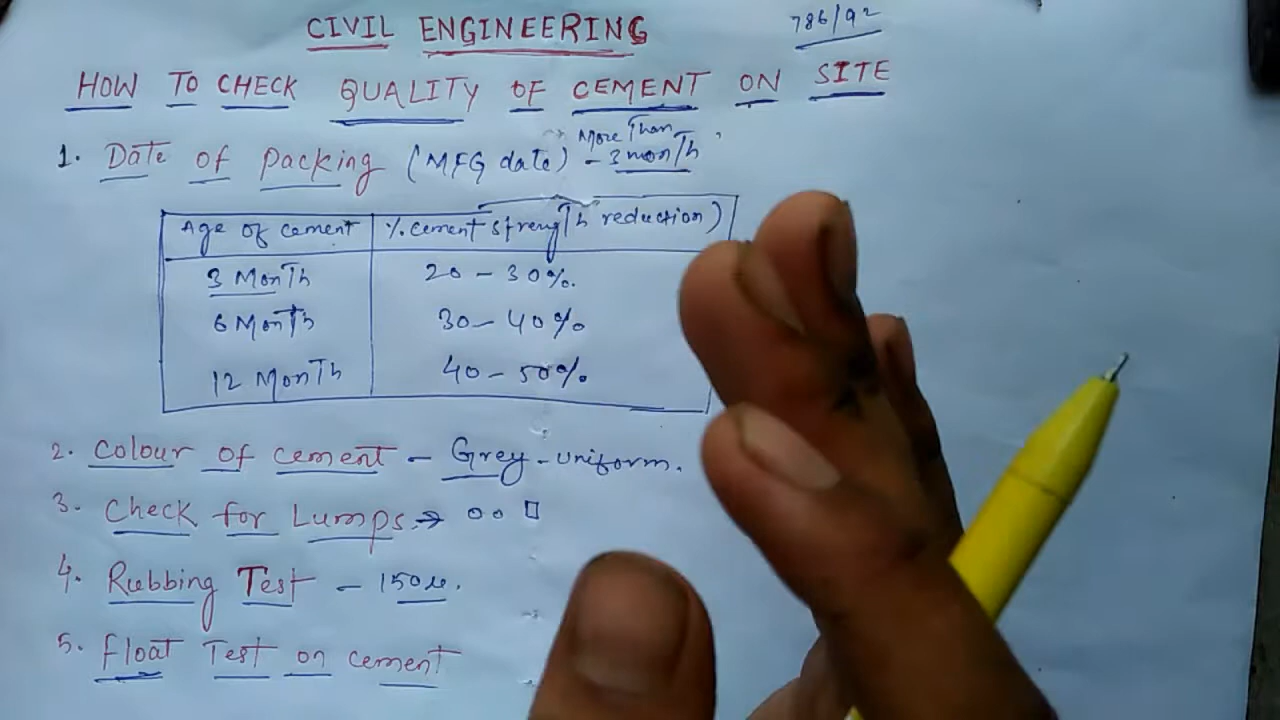 CIVIL ENGINEERING
786/92
HOW TO CHECK QUALITY OF CEMENT ON SITE
More Than
1. Date of packing (MFG date) - 3 month
Age of cement % cement strength reduction)
3 MonTh 20 - 30%.
6 MonTh 30 - 40%
12 MonTh 40 - 50%
2. Colour of cement - Grey - uniform.
3. Check for Lumps → oo □
4. Rubbing Test - 150u.
5. float Test on cement